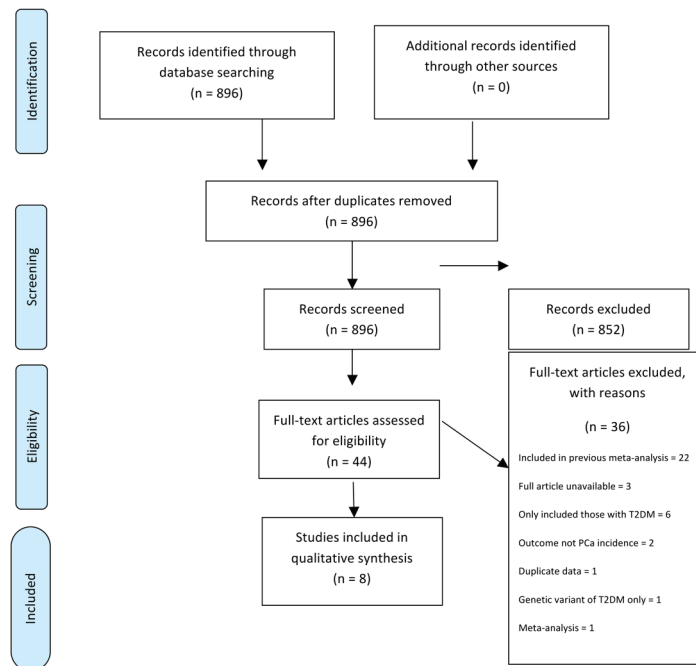 Identification
Records identified through
database searching
(n = 896)
Additional records identified
through other sources
(n = 0)
Records after duplicates removed
(n = 896)
Screening
Records screened
(n = 896)
Records excluded
(n = 852)
Eligibility
Full-text articles assessed
for eligibility
(n = 44)
Full-text articles excluded,
with reasons
(n = 36)
Included in previous meta-analysis = 22
Full article unavailable = 3
Only included those with T2DM = 6
Outcome not PCa incidence = 2
Duplicate data = 1
Genetic variant of T2DM only = 1
Meta-analysis = 1
Included
Studies included in
qualitative synthesis
(n = 8)